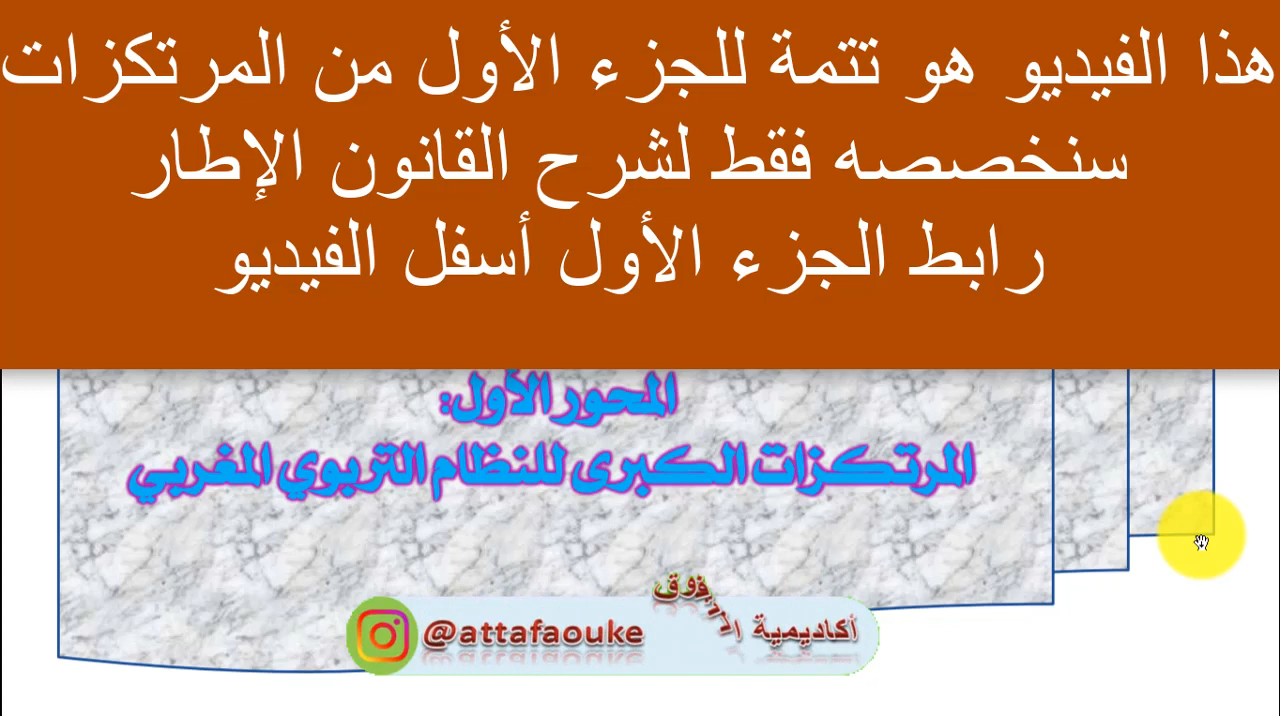 هذا الفيديو هو تتمة للجزء الأول من المرتكزات
سنخصصه فقط لشرح القانون الإطار
رابط الجزء الأول أسفل الفيديو
المحور الأول:
المرتكزات الكبرى للنظام التربوي المغربي
أكاديمية التفوق
@attafaouke